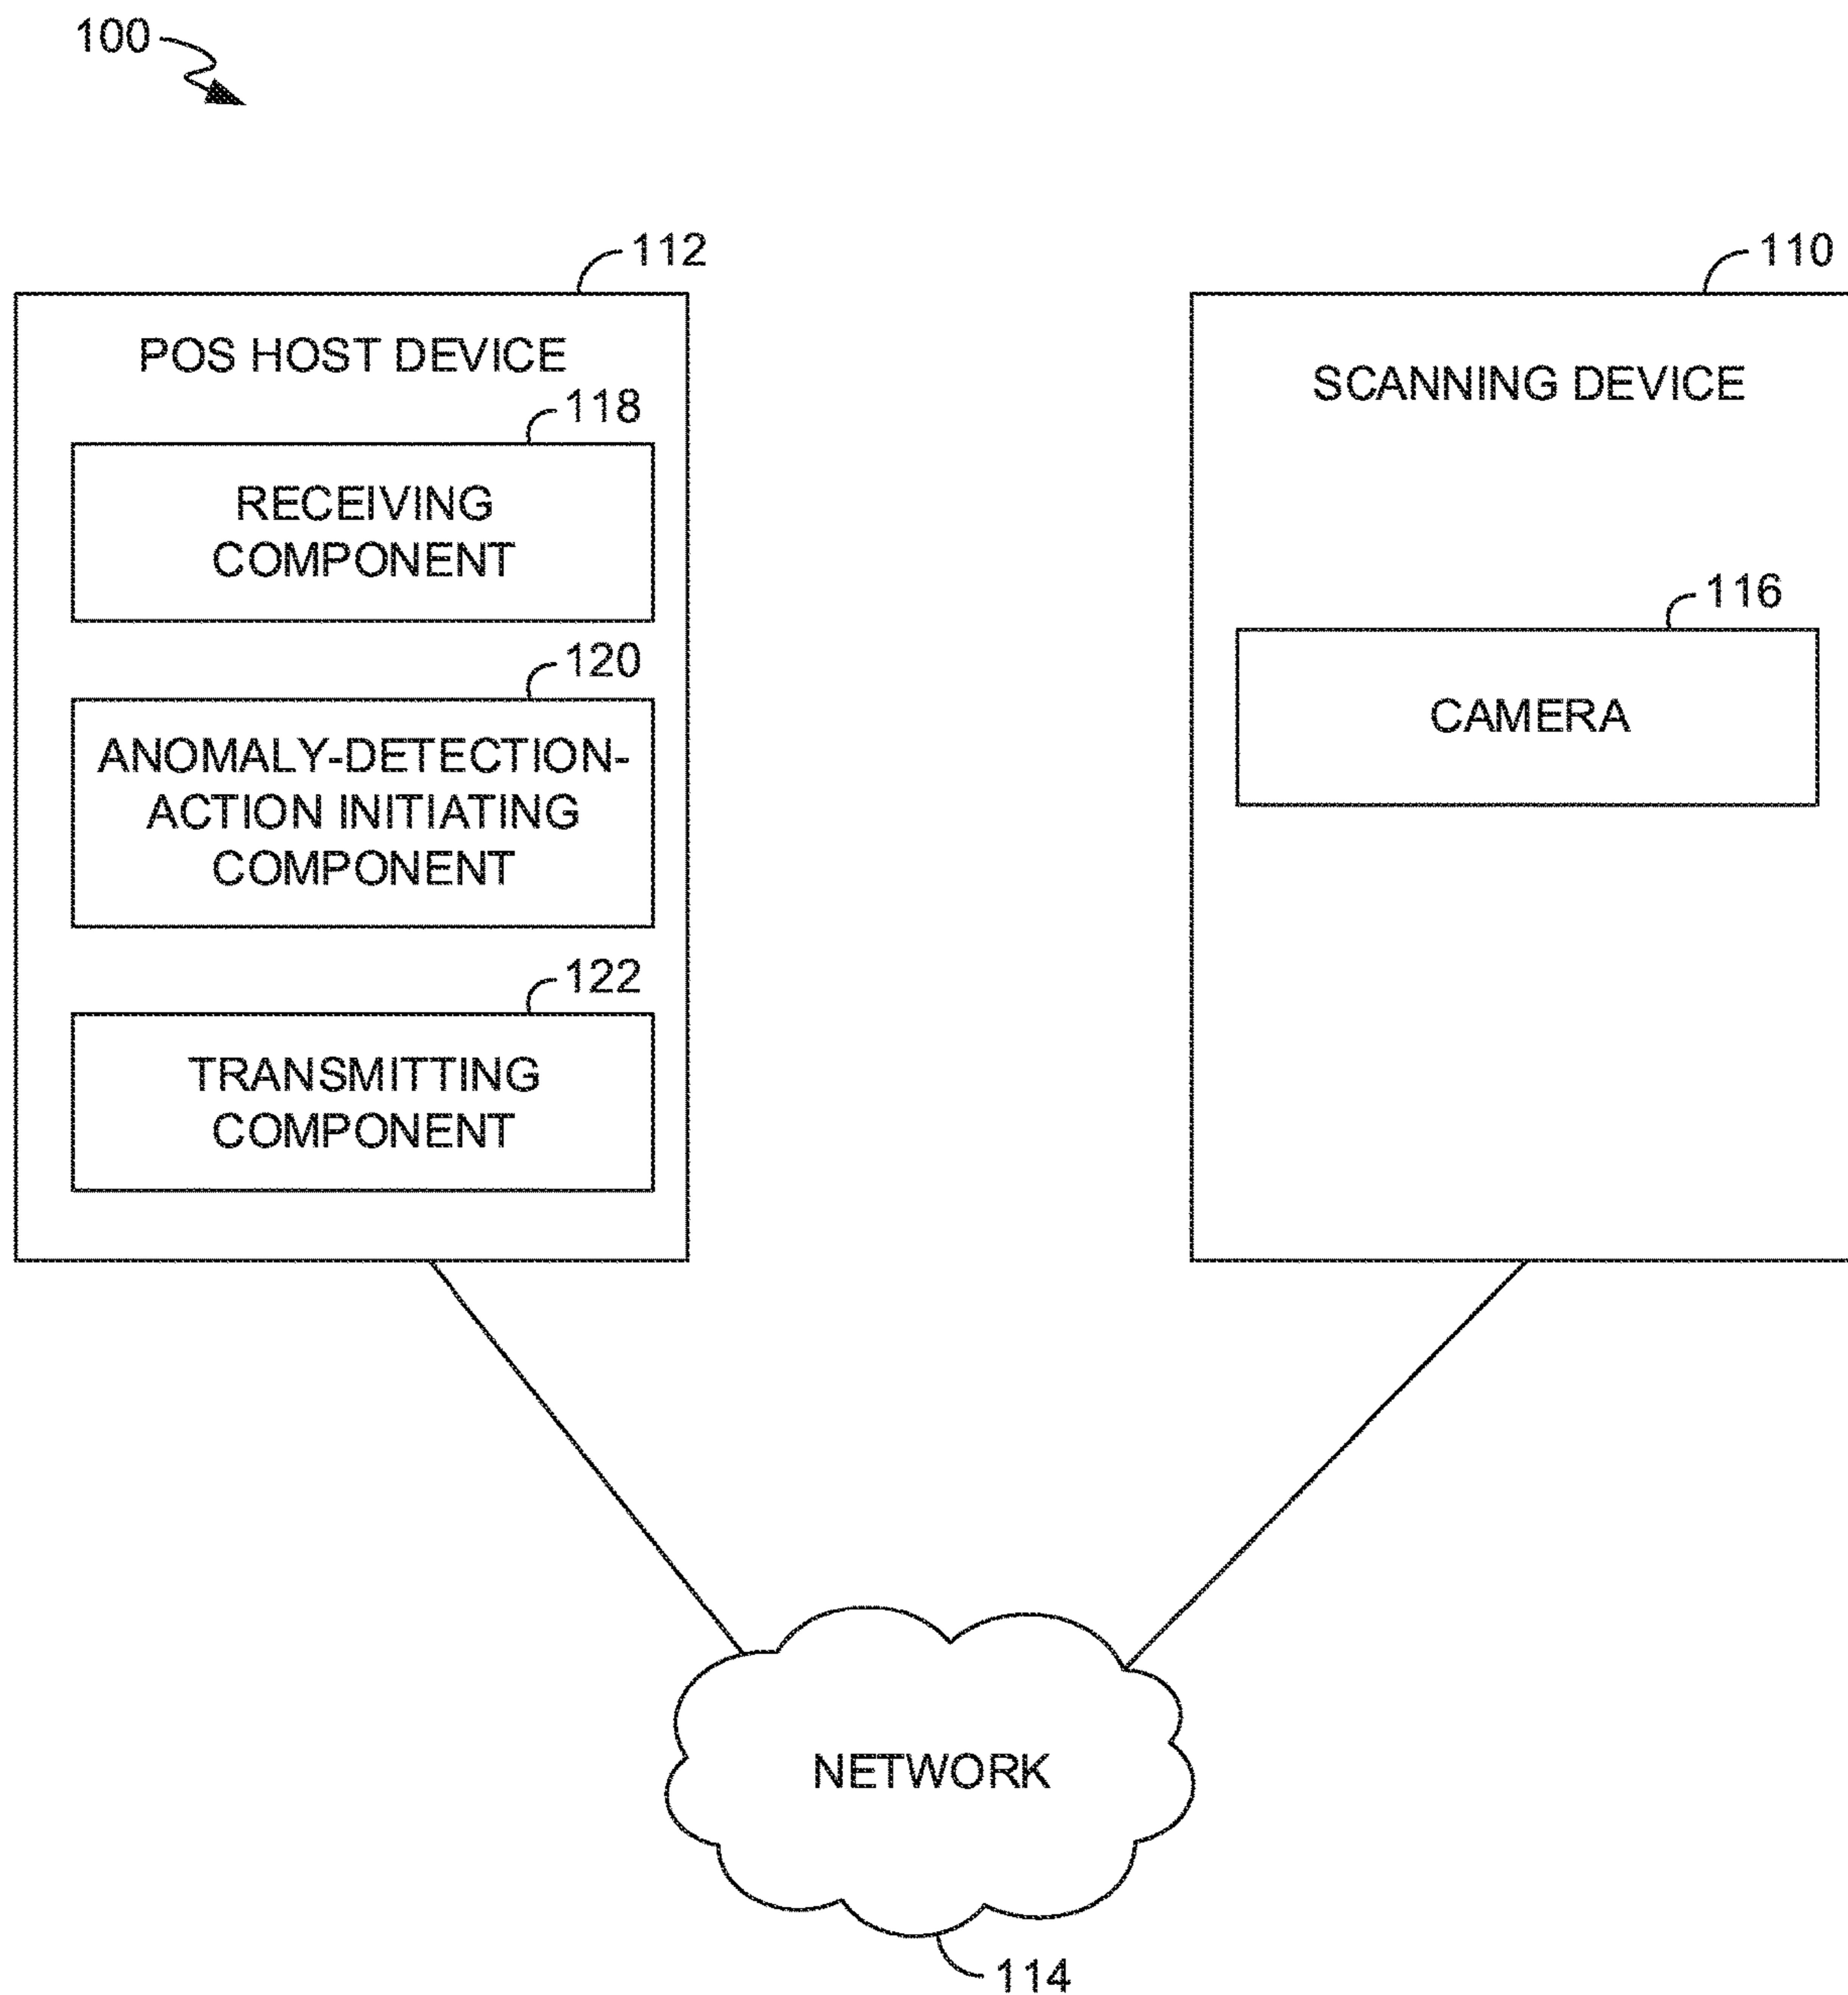 100
112
POS HOST DEVICE
118
RECEIVING
COMPONENT
120
ANOMALY-DETECTION-
ACTION INITIATING
COMPONENT
122
TRANSMITTING
COMPONENT
110
SCANNING DEVICE
116
CAMERA
NETWORK
114